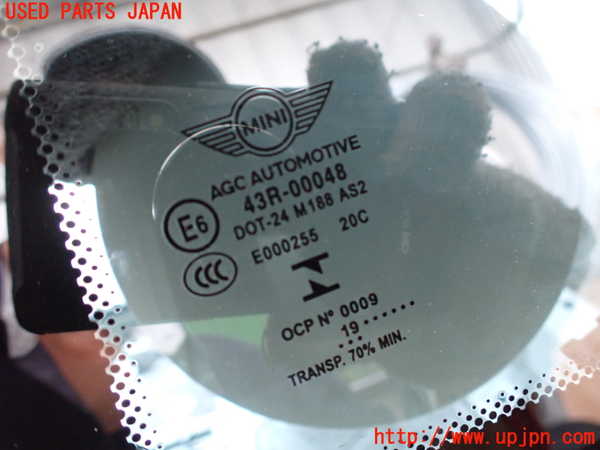 USED PARTS JAPAN
MINI
AGC AUTOMOTIVE
43R-00048
DOT-24 M188 AS2
E6
E000255 20C
CCC
OCP Nº 0009
..19.......
TRANSP. 70% MIN.
http://www.upjpn.com/